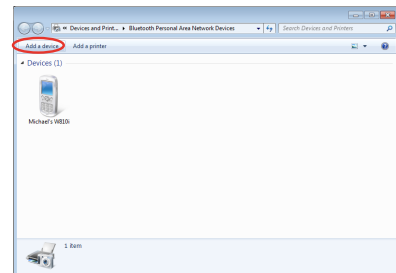 « Devices and Print... ▸ Bluetooth Personal Area Network Devices
Search Devices and Printers
Add a device
Add a printer
Devices (1)
Michael's W810i
1 item